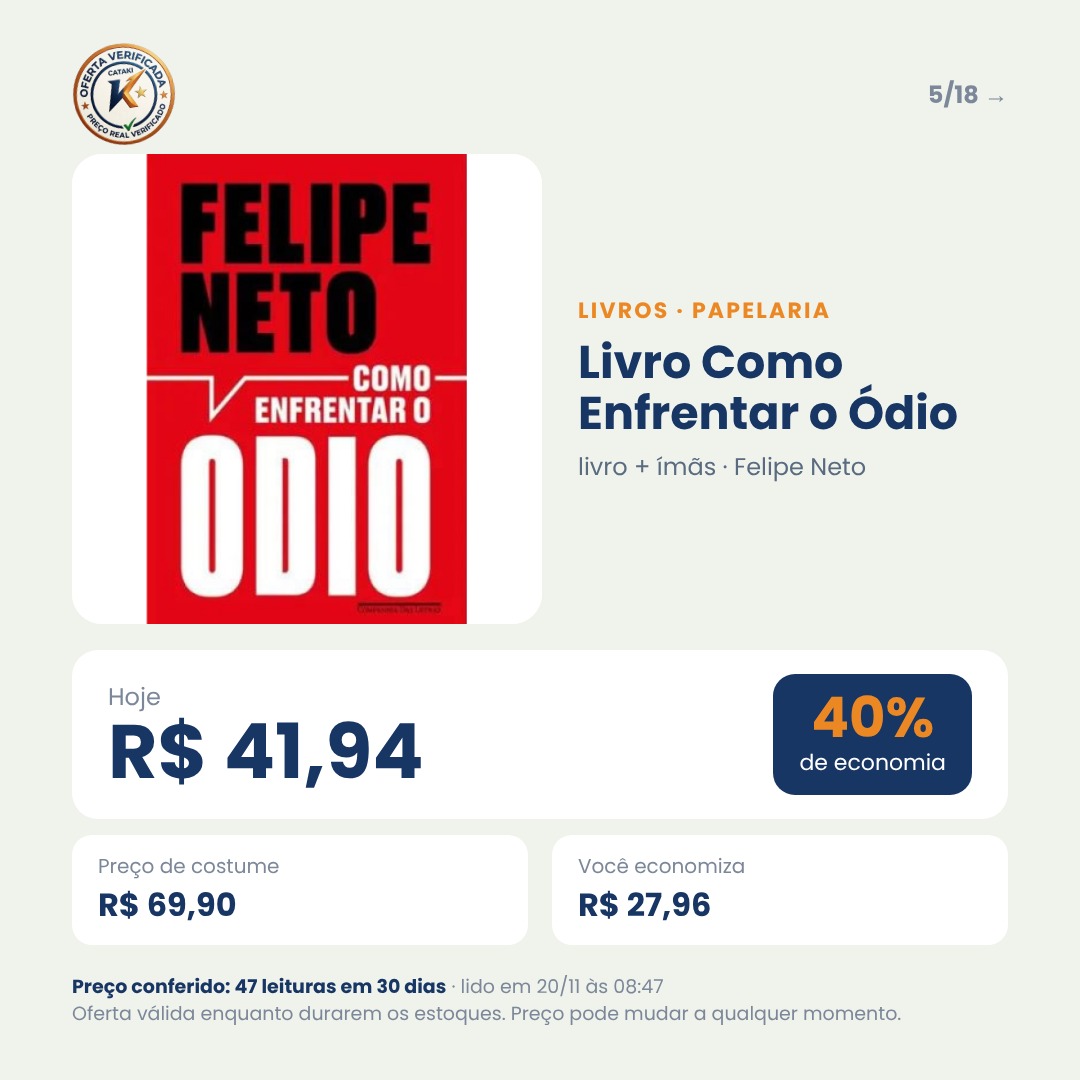 OFERTA VERIFICADA
CATAKI
PREÇO REAL VERIFICADO
5/18 →
FELIPE
NETO
COMO
ENFRENTAR O
ÓDIO
LIVROS · PAPELARIA
Livro Como
Enfrentar o Ódio
livro + ímãs · Felipe Neto
Hoje
R$ 41,94
40%
de economia
Preço de costume
R$ 69,90
Você economiza
R$ 27,96
Preço conferido: 47 leituras em 30 dias · lido em 20/11 às 08:47
Oferta válida enquanto durarem os estoques. Preço pode mudar a qualquer momento.